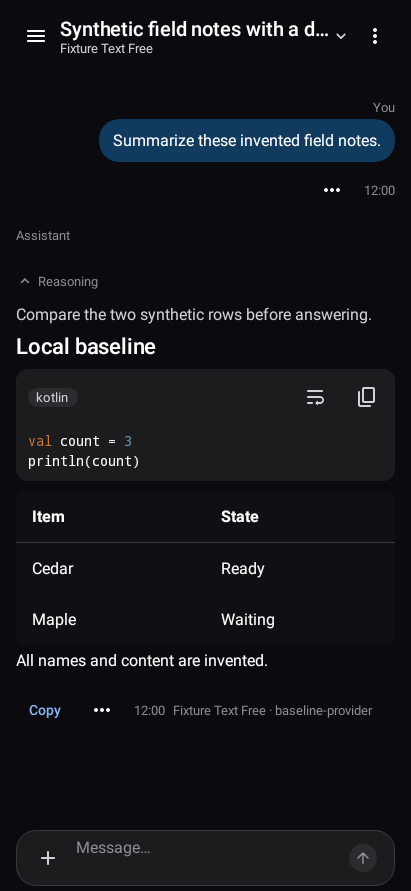 Synthetic field notes with a d...
Fixture Text Free
You
Summarize these invented field notes.
12:00
Assistant
Reasoning
Compare the two synthetic rows before answering.
Local baseline
kotlin
val count = 3
println(count)
Item State
Cedar Ready
Maple Waiting
All names and content are invented.
Copy 12:00 Fixture Text Free · baseline-provider
Message...